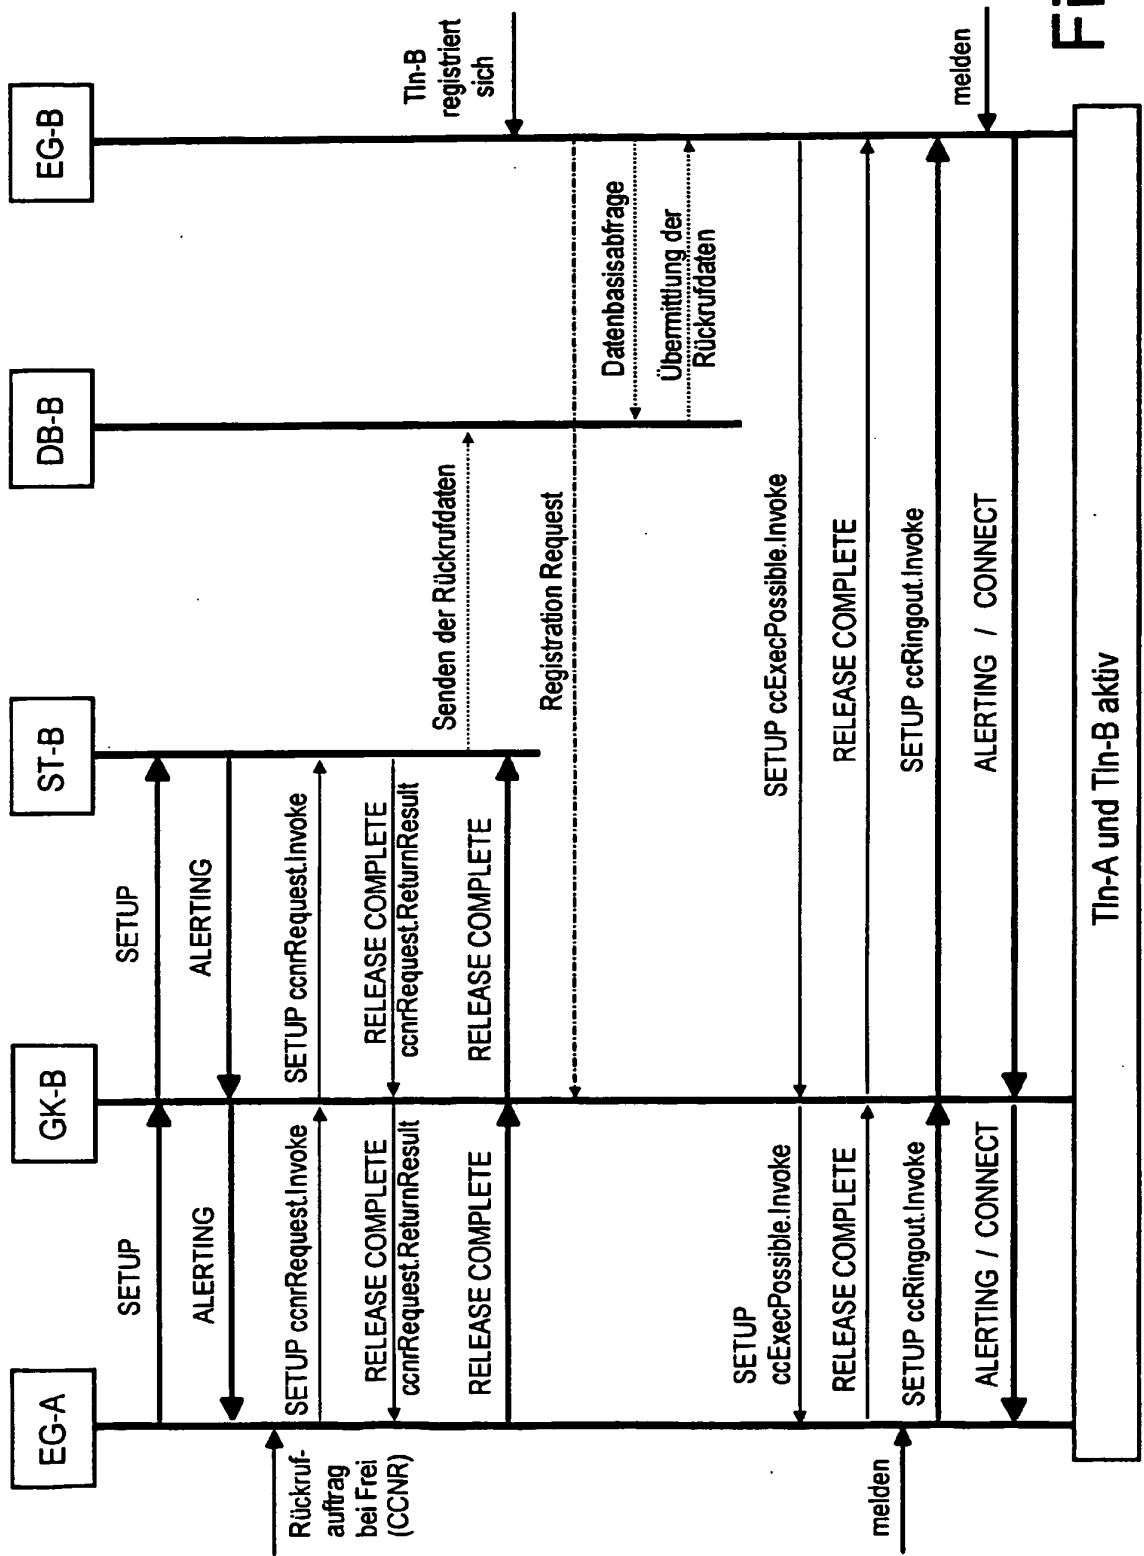 EG-A
GK-B
ST-B
DB-B
EG-B
SETUP
SETUP
ALERTING
ALERTING
Rückruf-
auftrag
bei Frei
(CCNR)
SETUP ccnrRequest.Invoke
SETUP ccnrRequest.Invoke
RELEASE COMPLETE
ccnrRequest.ReturnResult
RELEASE COMPLETE
ccnrRequest.ReturnResult
RELEASE COMPLETE
RELEASE COMPLETE
Senden der Rückrufdaten
Tln-B
registriert
sich
Registration Request
Datenbasisabfrage
Übermittlung der
Rückrufdaten
SETUP
ccExecPossible.Invoke
SETUP ccExecPossible.Invoke
RELEASE COMPLETE
RELEASE COMPLETE
melden
SETUP ccRingout.Invoke
SETUP ccRingout.Invoke
melden
ALERTING / CONNECT
ALERTING / CONNECT
Tln-A und Tln-B aktiv